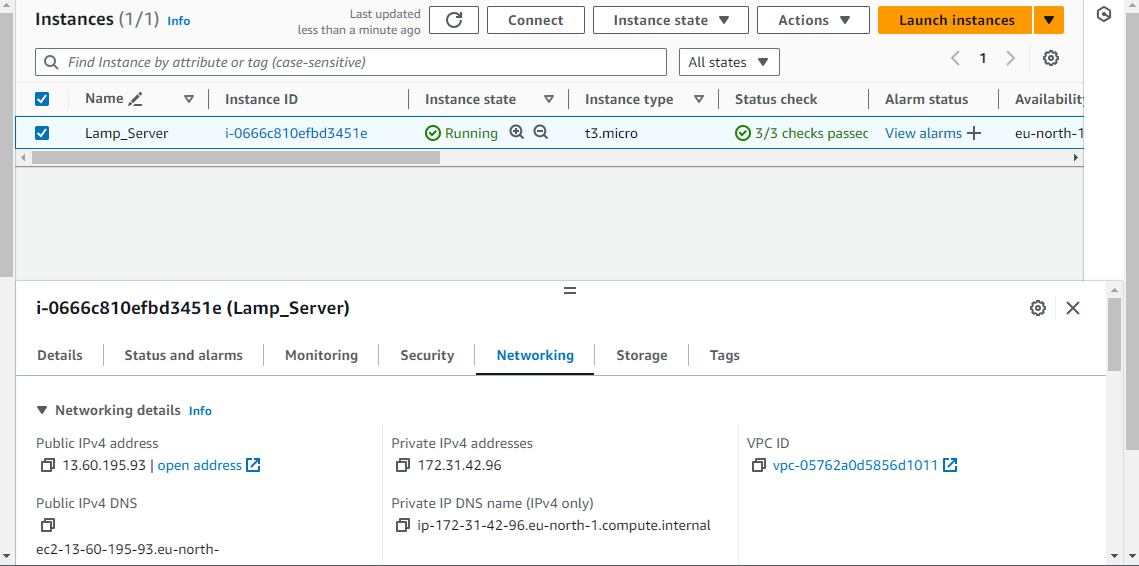 Instances (1/1) Info
Last updated
less than a minute ago
Connect
Instance state
Actions
Launch instances
Find Instance by attribute or tag (case-sensitive)
All states
1
Name
Instance ID
Instance state
Instance type
Status check
Alarm status
Availability
Lamp_Server
i-0666c810efbd3451e
Running
t3.micro
3/3 checks passed
View alarms
eu-north-1
i-0666c810efbd3451e (Lamp_Server)
Details
Status and alarms
Monitoring
Security
Networking
Storage
Tags
Networking details Info
Public IPv4 address
13.60.195.93 | open address
Private IPv4 addresses
172.31.42.96
VPC ID
vpc-05762a0d5856d1011
Public IPv4 DNS
ec2-13-60-195-93.eu-north-
Private IP DNS name (IPv4 only)
ip-172-31-42-96.eu-north-1.compute.internal